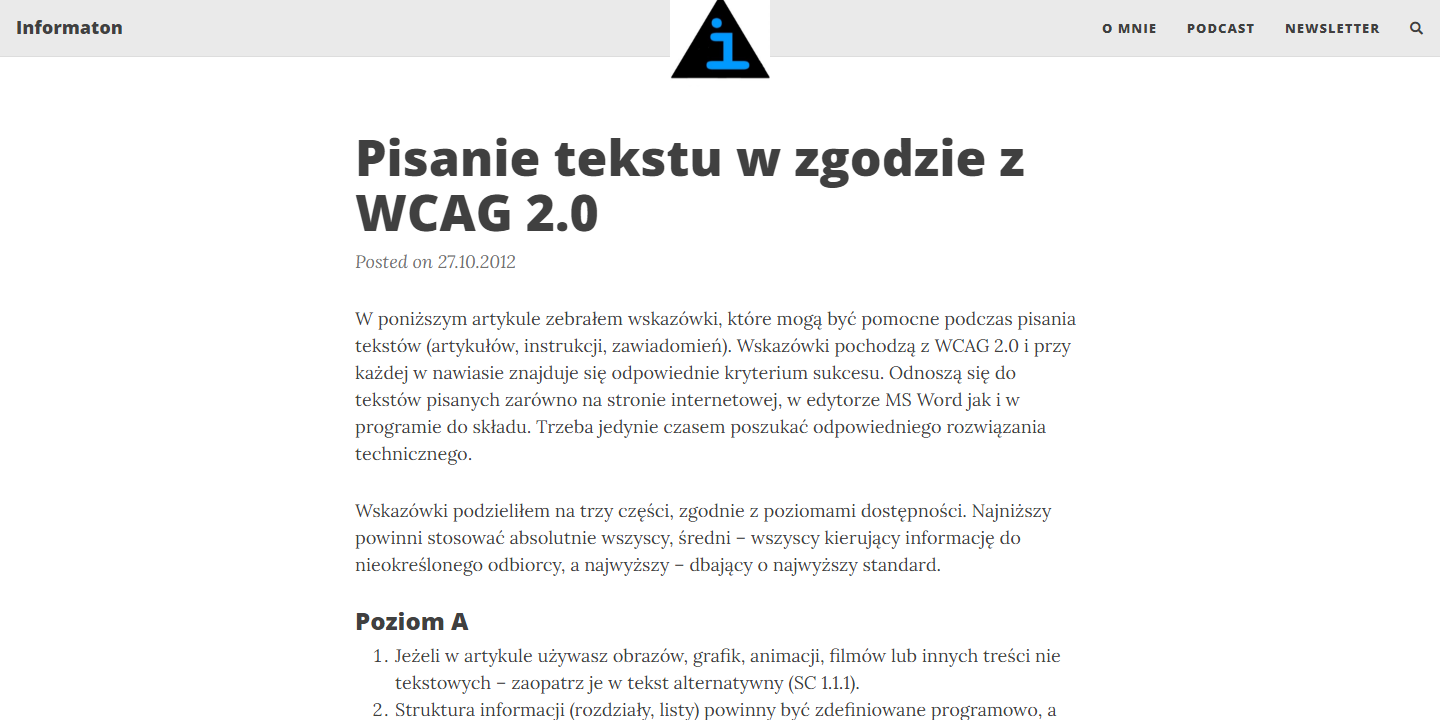 Informaton
i
O MNIE
PODCAST
NEWSLETTER
Pisanie tekstu w zgodzie z
WCAG 2.0
Posted on 27.10.2012
W poniższym artykule zebrałem wskazówki, które mogą być pomocne podczas pisania
tekstów (artykułów, instrukcji, zawiadomień). Wskazówki pochodzą z WCAG 2.0 i przy
każdej w nawiasie znajduje się odpowiednie kryterium sukcesu. Odnoszą się do
tekstów pisanych zarówno na stronie internetowej, w edytorze MS Word jak i w
programie do składu. Trzeba jedynie czasem poszukać odpowiedniego rozwiązania
technicznego.
Wskazówki podzieliłem na trzy części, zgodnie z poziomami dostępności. Najniższy
powinni stosować absolutnie wszyscy, średni – wszyscy kierujący informację do
nieokreślonego odbiorcy, a najwyższy – dbający o najwyższy standard.
Poziom A
1. Jeżeli w artykule używasz obrazów, grafik, animacji, filmów lub innych treści nie
tekstowych – zaopatrz je w tekst alternatywny (SC 1.1.1).
2. Struktura informacji (rozdziały, listy) powinny być zdefiniowane programowo, a